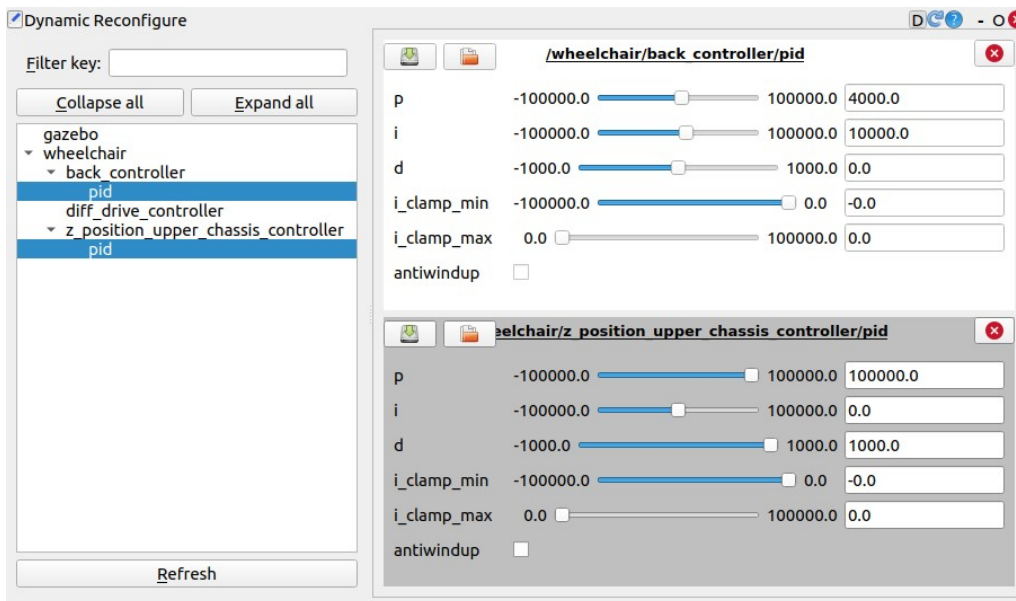 Dynamic Reconfigure
D ? - O
Filter key:
Collapse all Expand all
gazebo
wheelchair
back_controller
pid
diff_drive_controller
z_position_upper_chassis_controller
pid
Refresh
/wheelchair/back_controller/pid
p -100000.0 100000.0 4000.0
i -100000.0 100000.0 10000.0
d -1000.0 1000.0 0.0
i_clamp_min -100000.0 0.0 -0.0
i_clamp_max 0.0 100000.0 0.0
antiwindup
eelchair/z_position_upper_chassis_controller/pid
p -100000.0 100000.0 100000.0
i -100000.0 100000.0 0.0
d -1000.0 1000.0 1000.0
i_clamp_min -100000.0 0.0 -0.0
i_clamp_max 0.0 100000.0 0.0
antiwindup